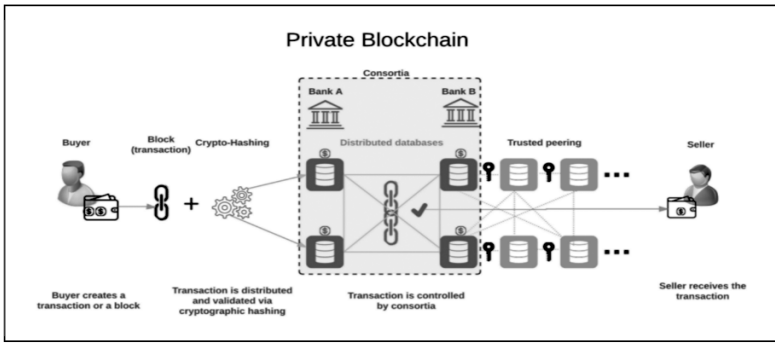 Private Blockchain
Consortia
Bank A
Bank B
Buyer
Block
(transaction)
Crypto-Hashing
Distributed databases
Trusted peering
Seller
Buyer creates a
transaction or a block
Transaction is distributed
and validated via
cryptographic hashing
Transaction is controlled
by consortia
Seller receives the
transaction